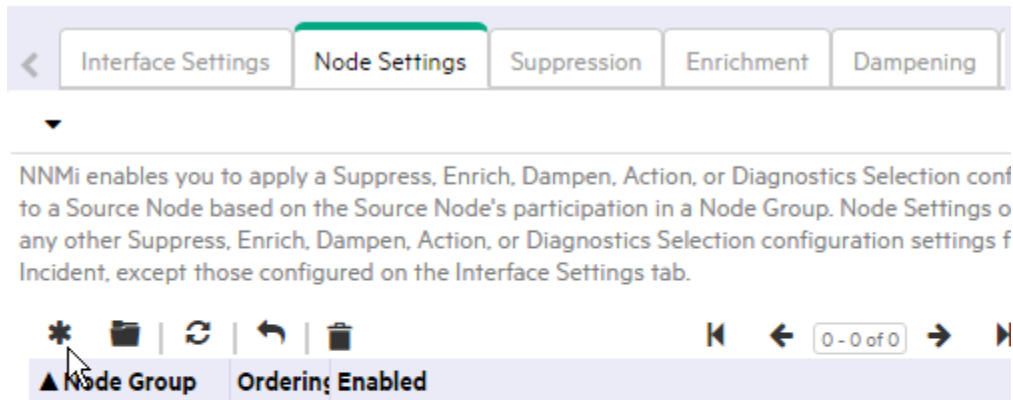 Interface Settings Node Settings Suppression Enrichment Dampening
NNMi enables you to apply a Suppress, Enrich, Dampen, Action, or Diagnostics Selection
to a Source Node based on the Source Node's participation in a Node Group. Node Settings
any other Suppress, Enrich, Dampen, Action, or Diagnostics Selection configuration settings
Incident, except those configured on the Interface Settings tab.
0 - 0 of 0
Node Group Ordering Enabled